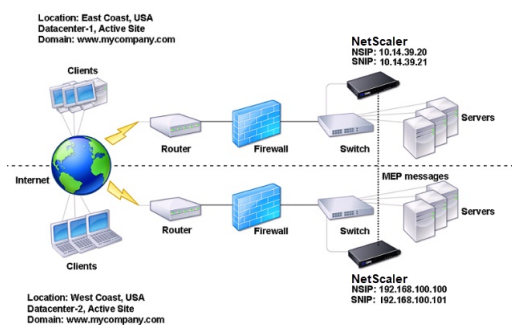 Location: East Coast, USA
Datacenter-1, Active Site
Domain: www.mycompany.com
NetScaler
NSIP: 10.14.39.20
SNIP: 10.14.39.21
Clients
Servers
Router
Firewall
Switch
Internet
MEP messages
Router
Firewall
Switch
Servers
Clients
NetScaler
NSIP: 192.168.100.100
SNIP: 192.168.100.101
Location: West Coast, USA
Datacenter-2, Active Site
Domain: www.mycompany.com